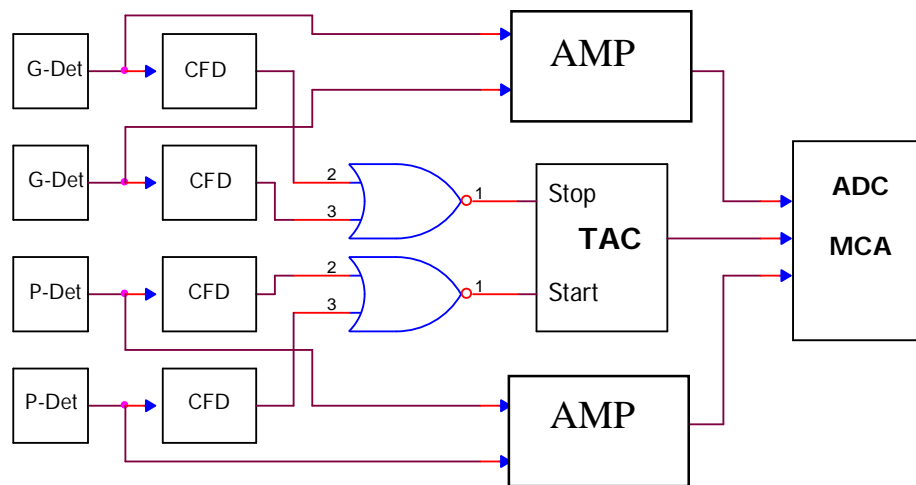 G-Det
CFD
AMP
G-Det
CFD
2
3
1
Stop
TAC
Start
ADC
MCA
P-Det
CFD
2
3
1
P-Det
CFD
AMP